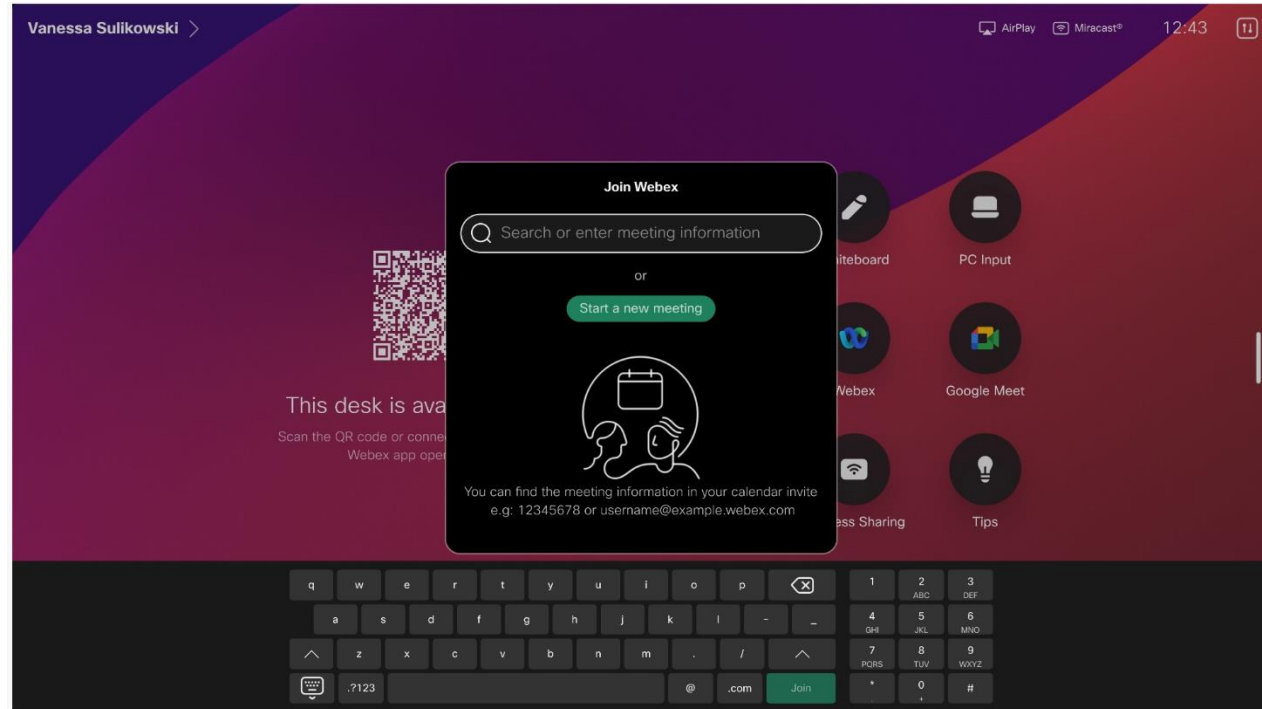 Vanessa Sulikowski
AirPlay
Miracast®
12:43
Join Webex
Search or enter meeting information
or
Start a new meeting
You can find the meeting information in your calendar invite
e.g: 12345678 or username@example.webex.com
This desk is ava
Scan the QR code or conne
Webex app ope
iteboard
PC Input
Webex
Google Meet
ess Sharing
Tips
q w e r t y u i o p
a s d f g h j k l - _
z x c v b n m . /
.?123 @ .com Join
1 2 3
ABC DEF
4 5 6
GHI JKL MNO
7 8 9
PQRS TUV WXYZ
* 0 #
+